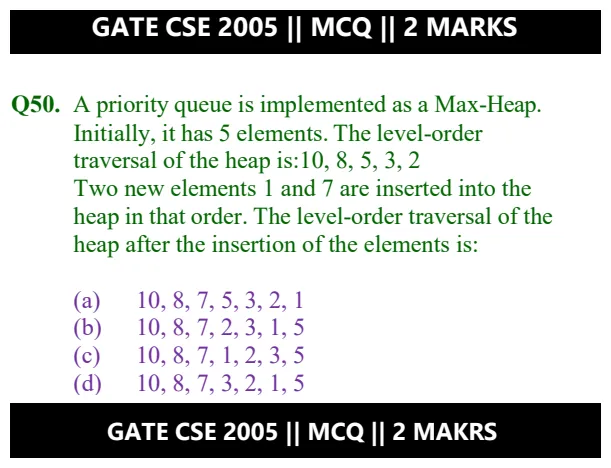 GATE CSE 2005 || MCQ || 2 MARKS
Q50. A priority queue is implemented as a Max-Heap.
Initially, it has 5 elements. The level-order
traversal of the heap is:10, 8, 5, 3, 2
Two new elements 1 and 7 are inserted into the
heap in that order. The level-order traversal of the
heap after the insertion of the elements is:
(a) 10, 8, 7, 5, 3, 2, 1
(b) 10, 8, 7, 2, 3, 1, 5
(c) 10, 8, 7, 1, 2, 3, 5
(d) 10, 8, 7, 3, 2, 1, 5
GATE CSE 2005 || MCQ || 2 MAKRS